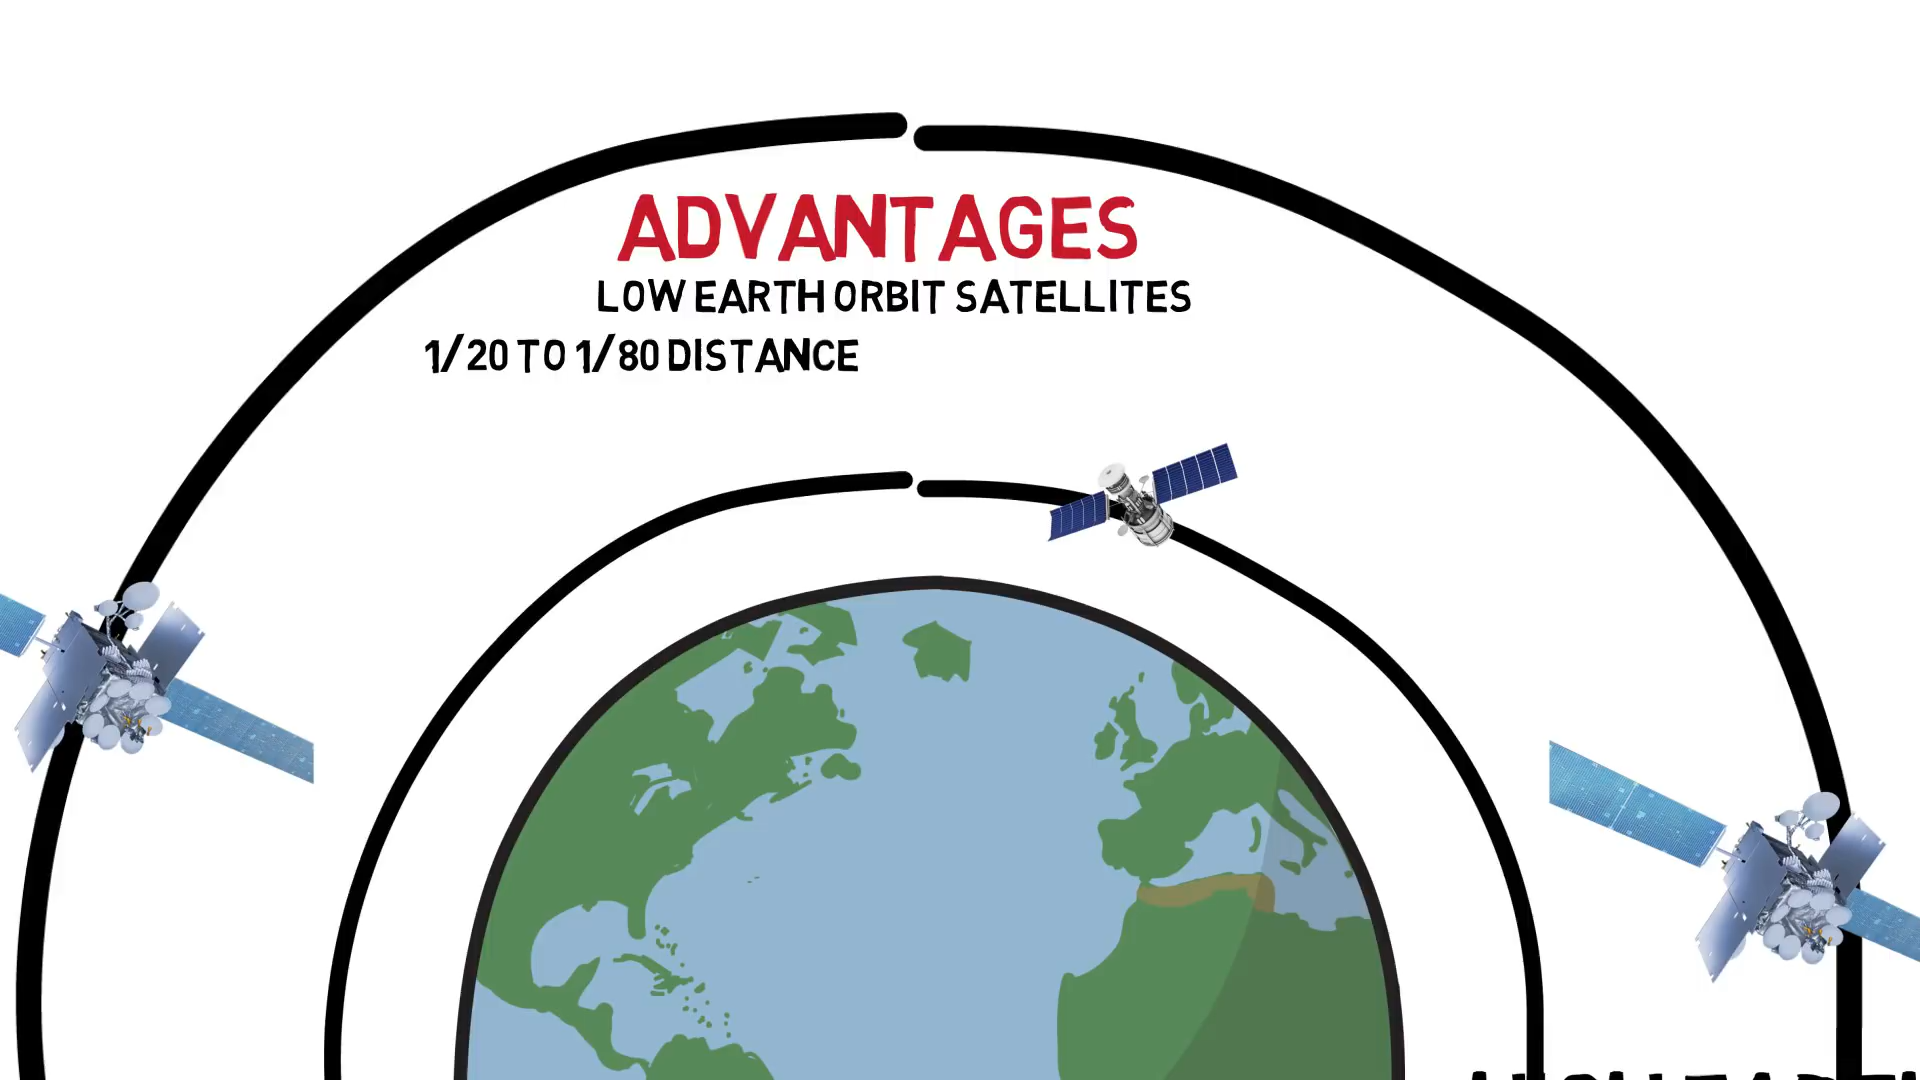 ADVANTAGES
LOW EARTH ORBIT SATELLITES
1/20 TO 1/80 DISTANCE